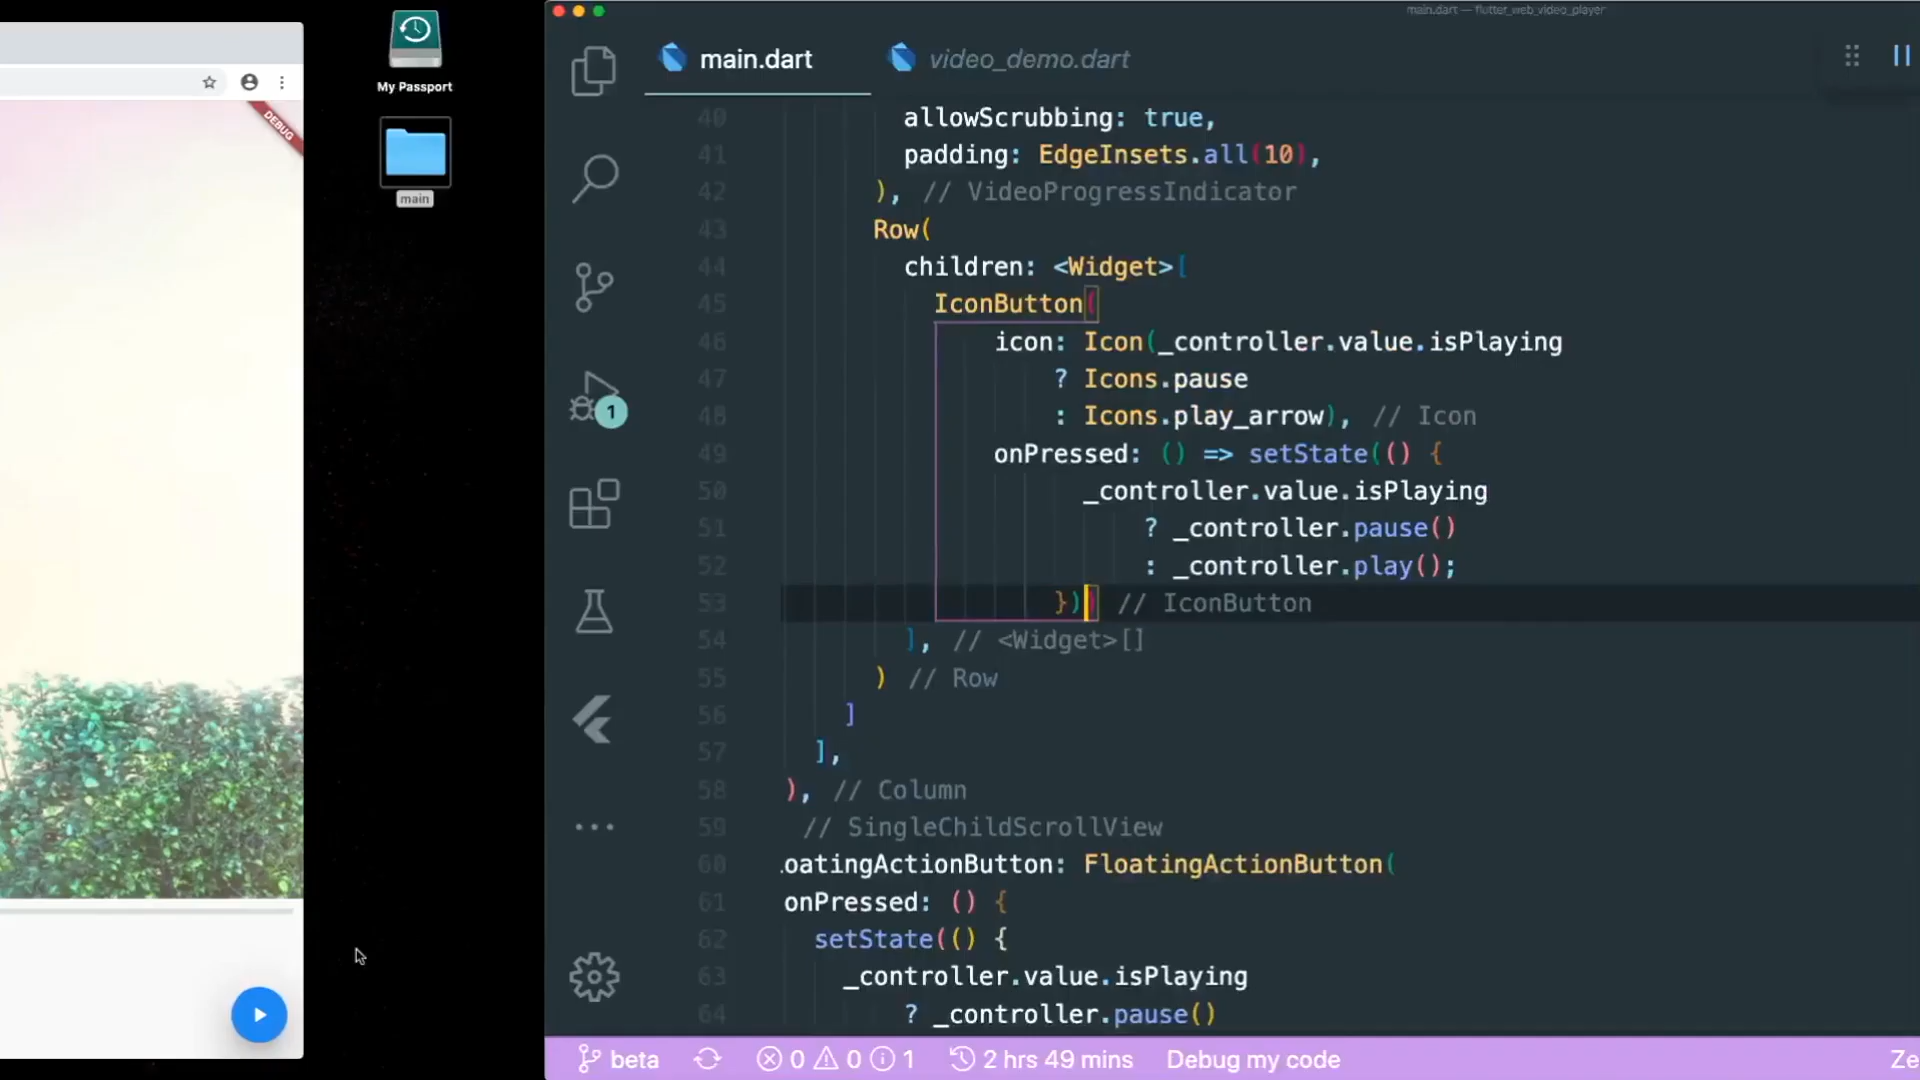 DEBUG
My Passport
main
main.dart — flutter_web_video_player
main.dart
video_demo.dart
40 allowScrubbing: true,
41 padding: EdgeInsets.all(10),
42 ), // VideoProgressIndicator
43 Row(
44 children: <Widget>[
45 IconButton(
46 icon: Icon(_controller.value.isPlaying
47 ? Icons.pause
48 : Icons.play_arrow), // Icon
49 onPressed: () => setState(() {
50 _controller.value.isPlaying
51 ? _controller.pause()
52 : _controller.play();
53 })) // IconButton
54 ], // <Widget>[]
55 ) // Row
56 ]
57 ],
58 ), // Column
59 // SingleChildScrollView
60 .oatingActionButton: FloatingActionButton(
61 onPressed: () {
62 setState(() {
63 _controller.value.isPlaying
64 ? _controller.pause()
1
beta 0 0 1 2 hrs 49 mins Debug my code Ze